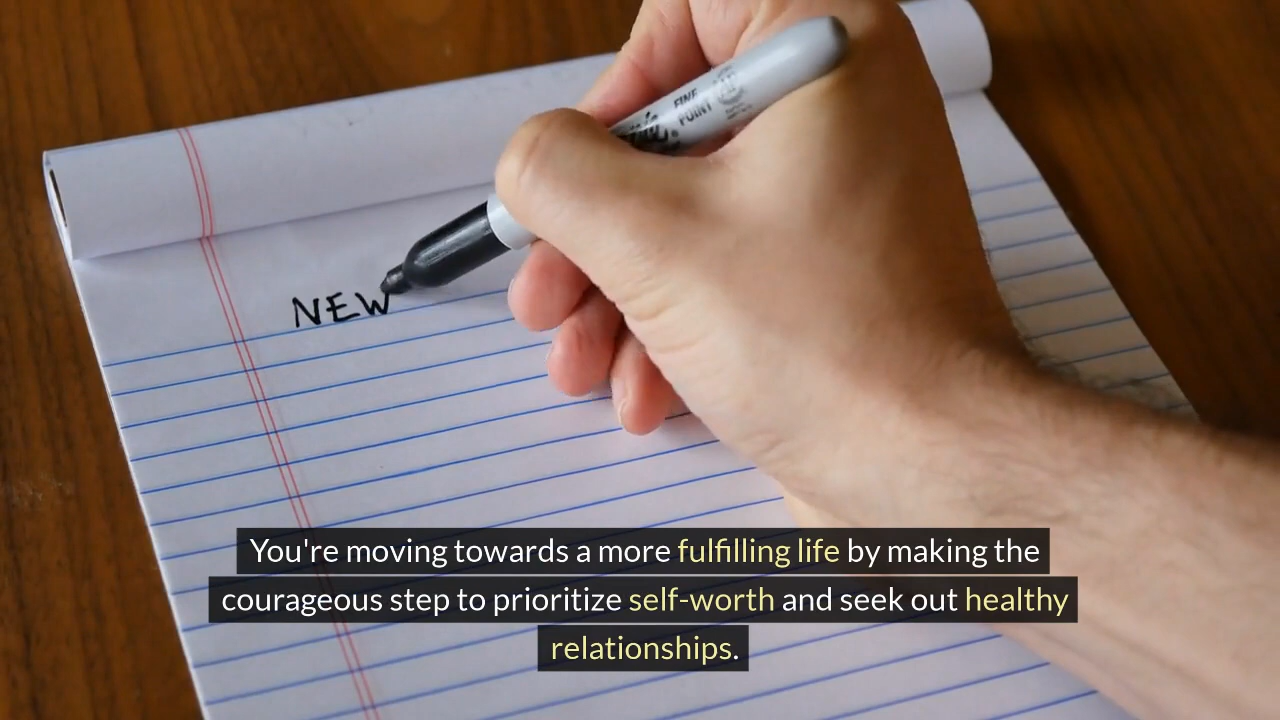 FINE
POINT
NEW
You're moving towards a more fulfilling life by making the
courageous step to prioritize self-worth and seek out healthy
relationships.